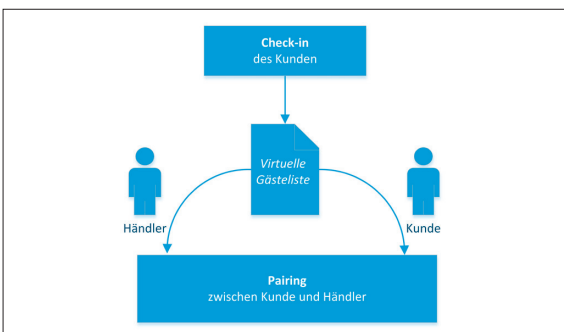 Check-in
des Kunden
Virtuelle
Gästeliste
Händler
Kunde
Pairing
zwischen Kunde und Händler